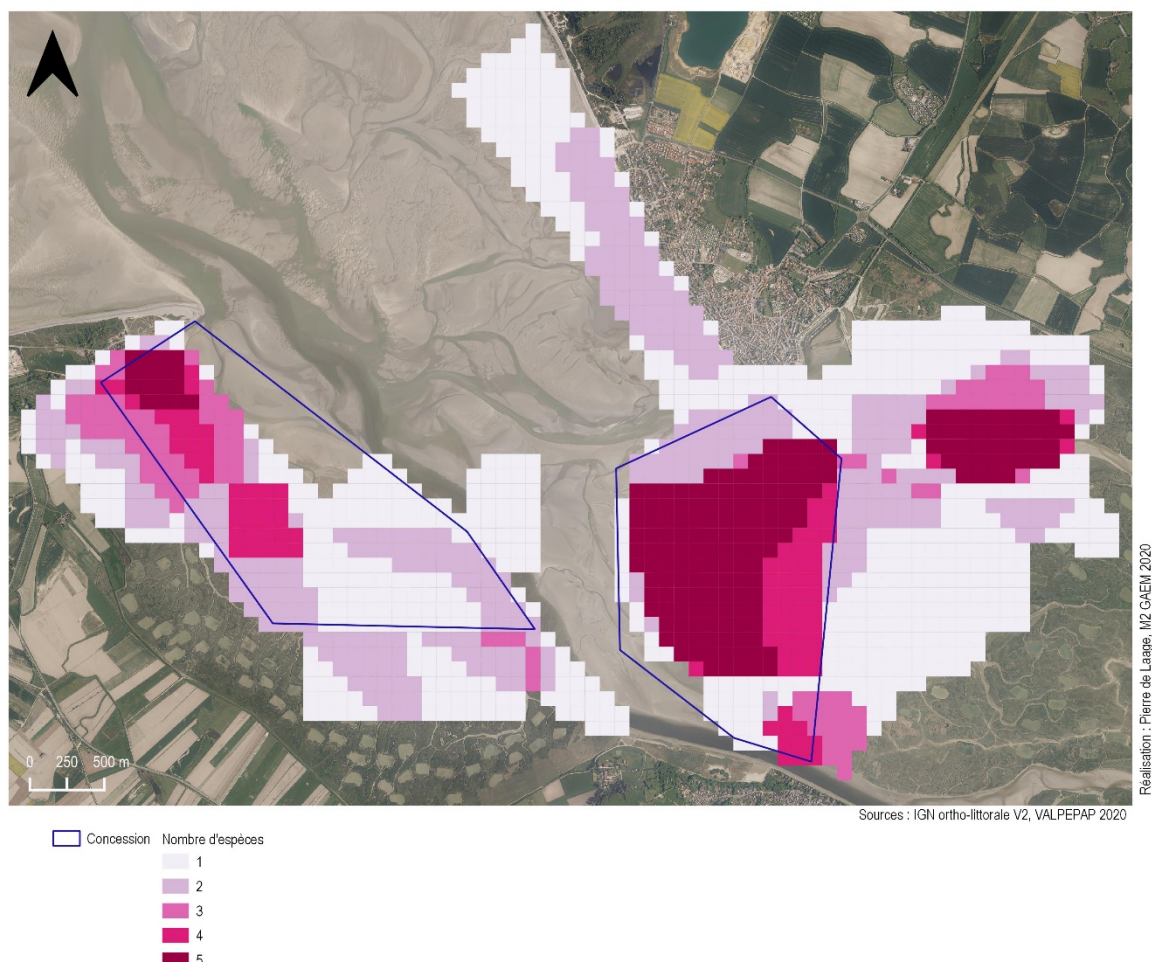 0 250 500 m
Réalisation : Pierre de Laage, M2 GAEM 2020
Sources : IGN ortho-littorale V2, VALPEPAP 2020
Concession
Nombre d'espèces
1
2
3
4
5